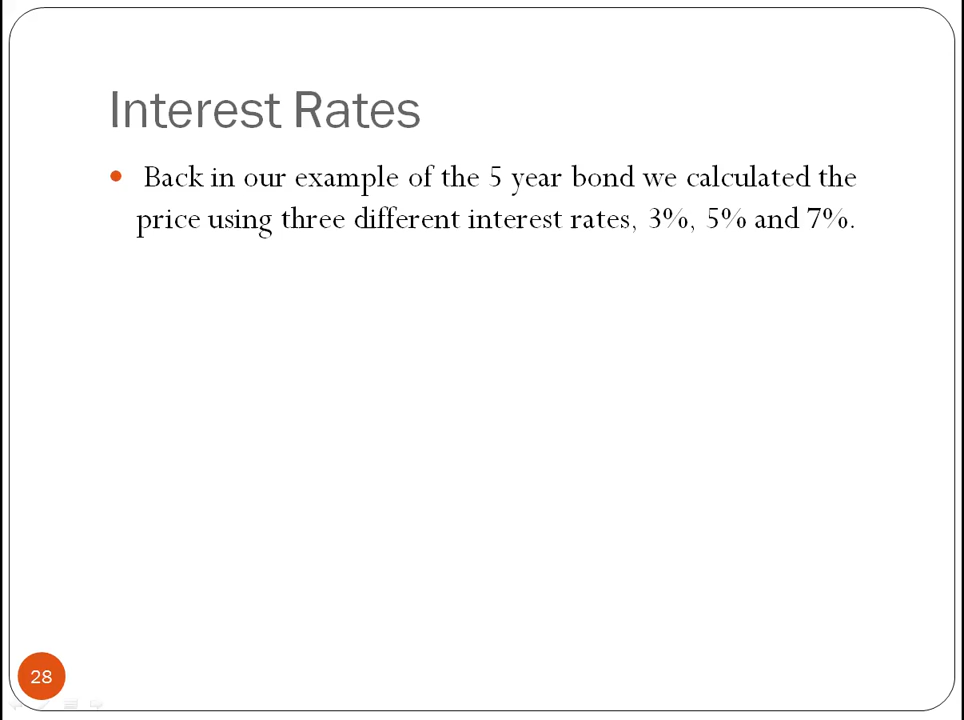 Interest Rates
Back in our example of the 5 year bond we calculated the
price using three different interest rates, 3%, 5% and 7%.
28